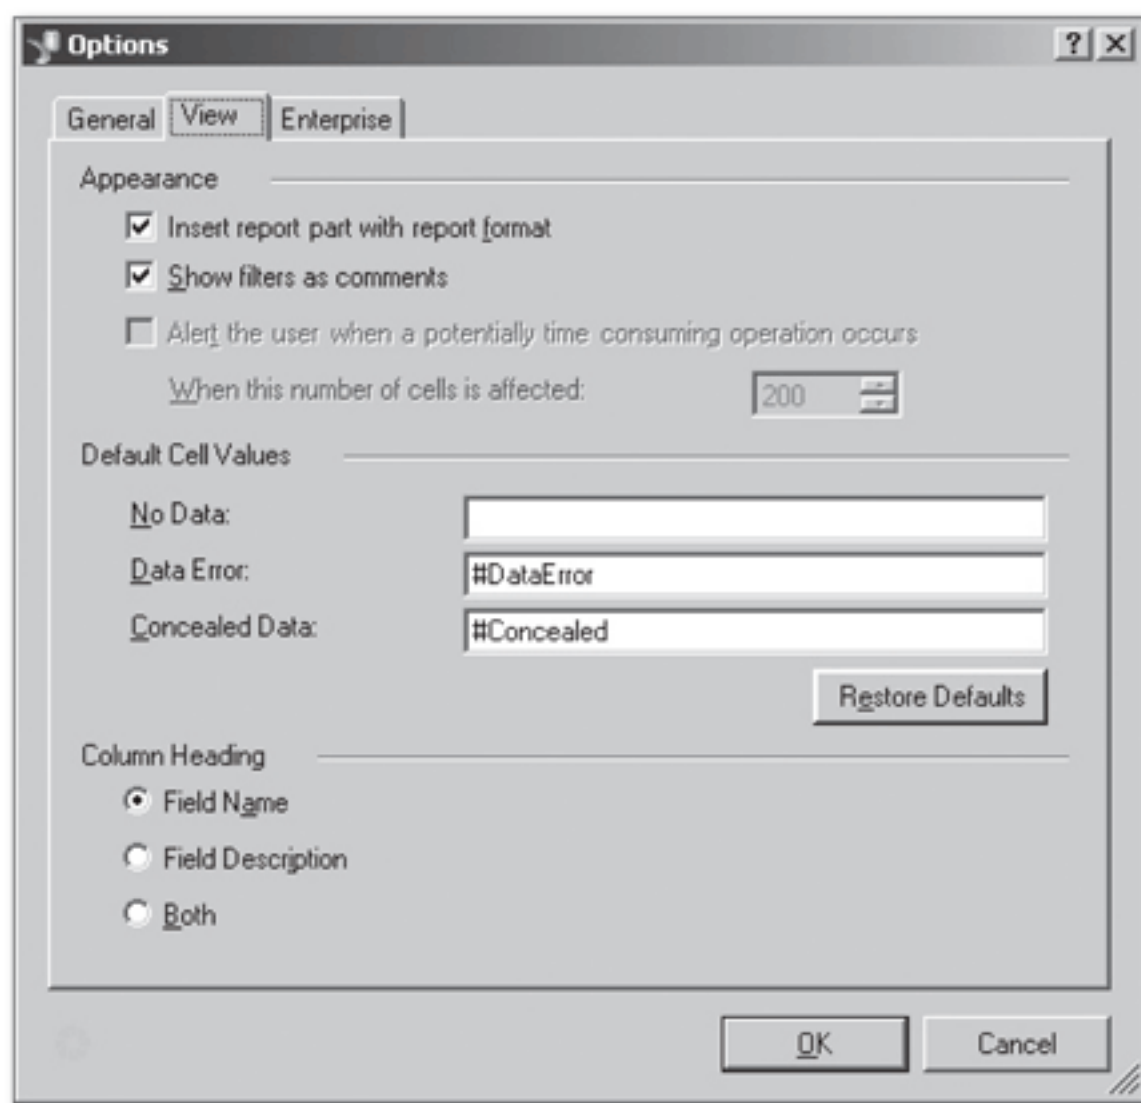 Options
General View Enterprise
Appearance
Insert report part with report format
Show filters as comments
Alert the user when a potentially time consuming operation occurs
When this number of cells is affected: 200
Default Cell Values
No Data:
Data Error: #DataError
Concealed Data: #Concealed
Restore Defaults
Column Heading
Field Name
Field Description
Both
OK Cancel